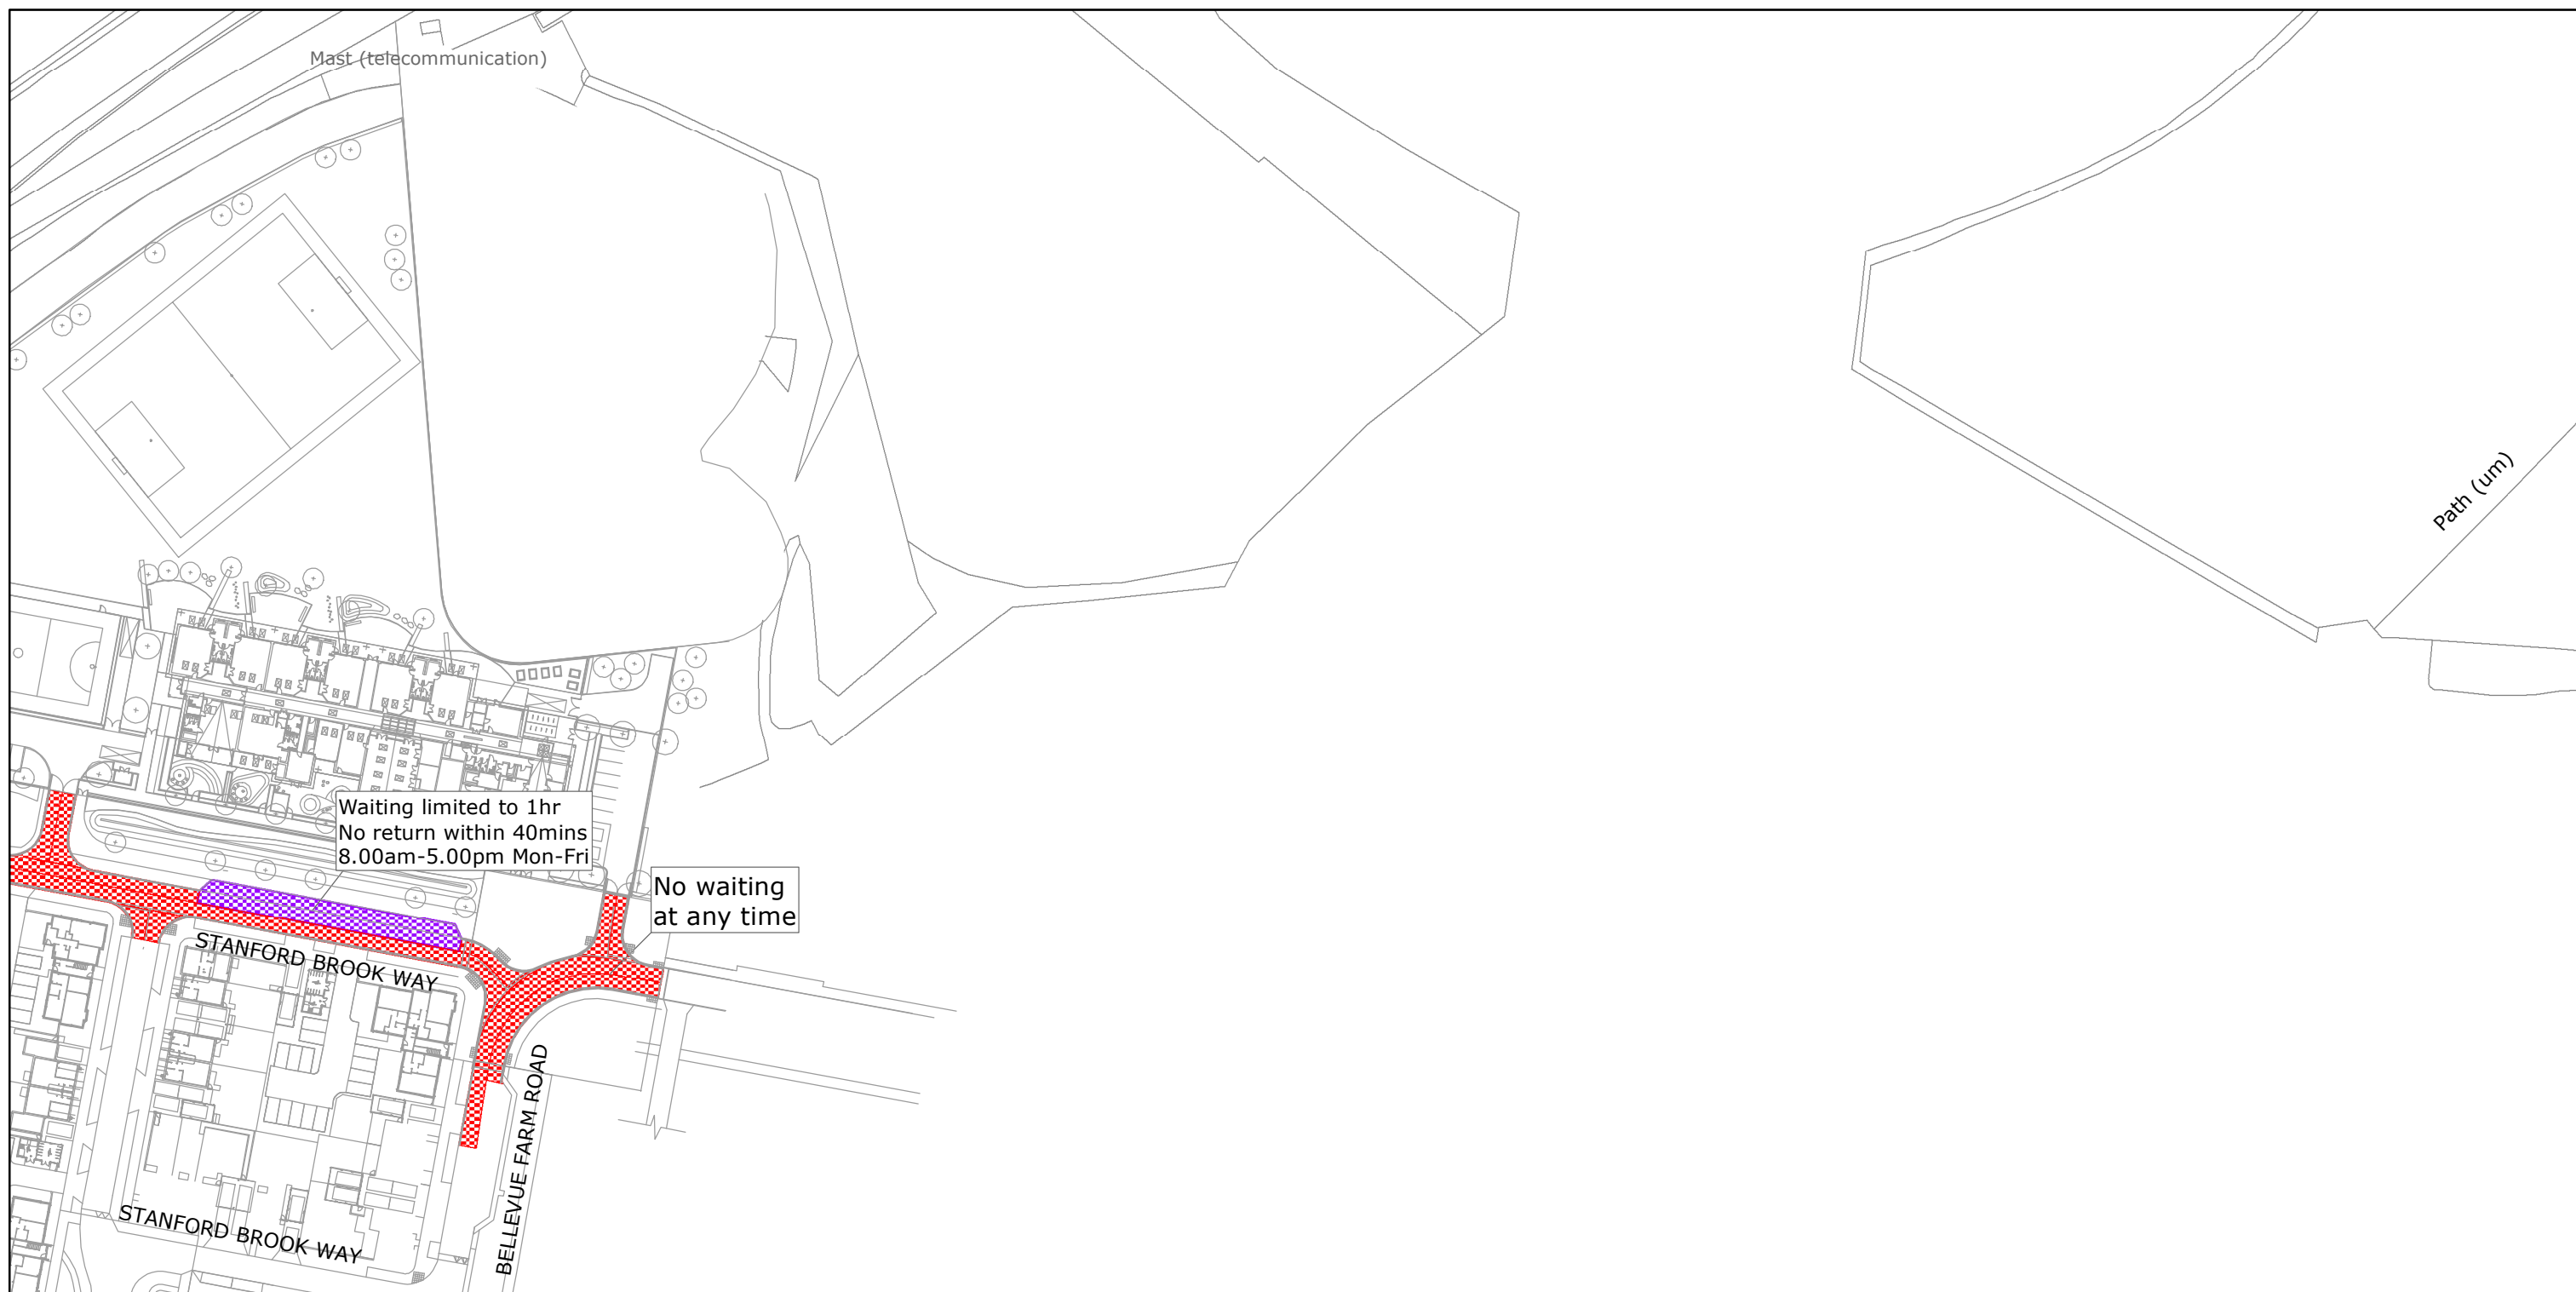 Mast (telecommunication)
Path (um)
Waiting limited to 1hr
No return within 40mins
8.00am-5.00pm Mon-Fri
No waiting
at any time
STANFORD BROOK WAY
BELLEVUE FARM ROAD
STANFORD BROOK WAY